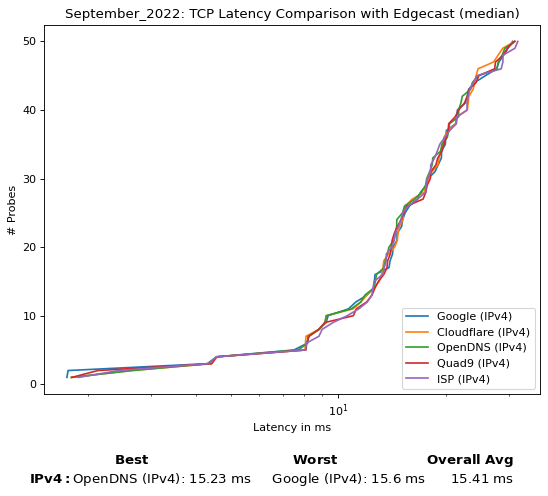 September_2022: TCP Latency Comparison with Edgecast (median)
50
40
30
20
10
0
# Probes
Google (IPv4)
Cloudflare (IPv4)
OpenDNS (IPv4)
Quad9 (IPv4)
ISP (IPv4)
10^1
Latency in ms
Best Worst Overall Avg
IPv4: OpenDNS (IPv4): 15.23 ms Google (IPv4): 15.6 ms 15.41 ms